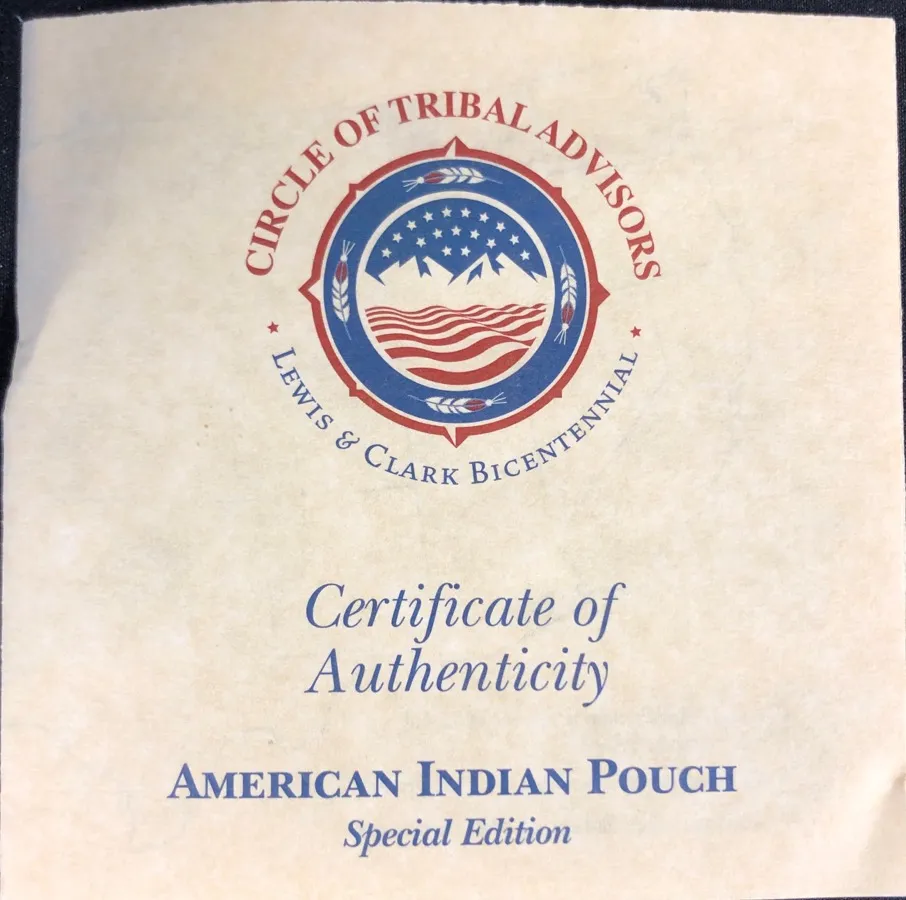 CIRCLE OF TRIBAL ADVISORS
LEWIS & CLARK BICENTENNIAL
Certificate of
Authenticity
AMERICAN INDIAN POUCH
Special Edition